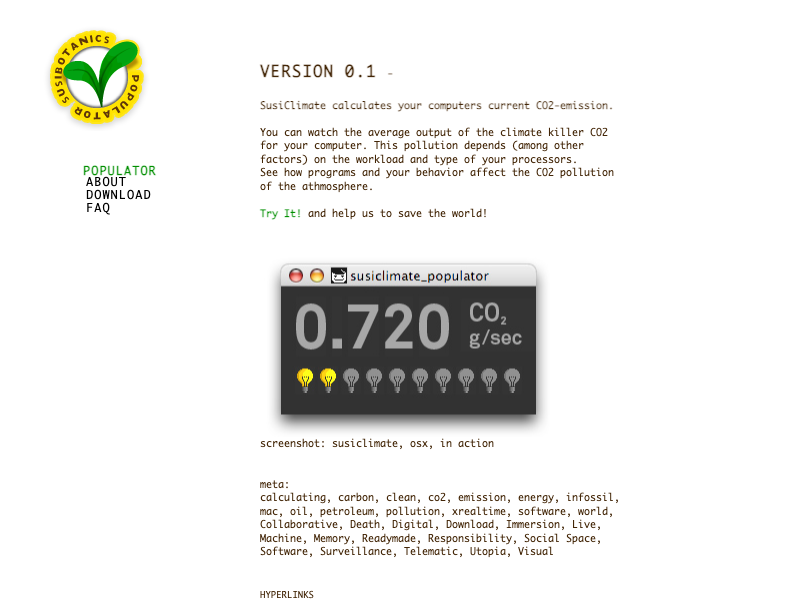 SUSIBOTANICS POPULATOR
VERSION 0.1 -
SusiClimate calculates your computers current CO2-emission.
You can watch the average output of the climate killer CO2
for your computer. This pollution depends (among other
factors) on the workload and type of your processors.
See how programs and your behavior affect the CO2 pollution
of the athmosphere.
Try It! and help us to save the world!
POPULATOR
ABOUT
DOWNLOAD
FAQ
susiclimate_populator
0.720 CO₂
g/sec
screenshot: susiclimate, osx, in action
meta:
calculating, carbon, clean, co2, emission, energy, infossil,
mac, oil, petroleum, pollution, xrealtime, software, world,
Collaborative, Death, Digital, Download, Immersion, Live,
Machine, Memory, Readymade, Responsibility, Social Space,
Software, Surveillance, Telematic, Utopia, Visual
HYPERLINKS